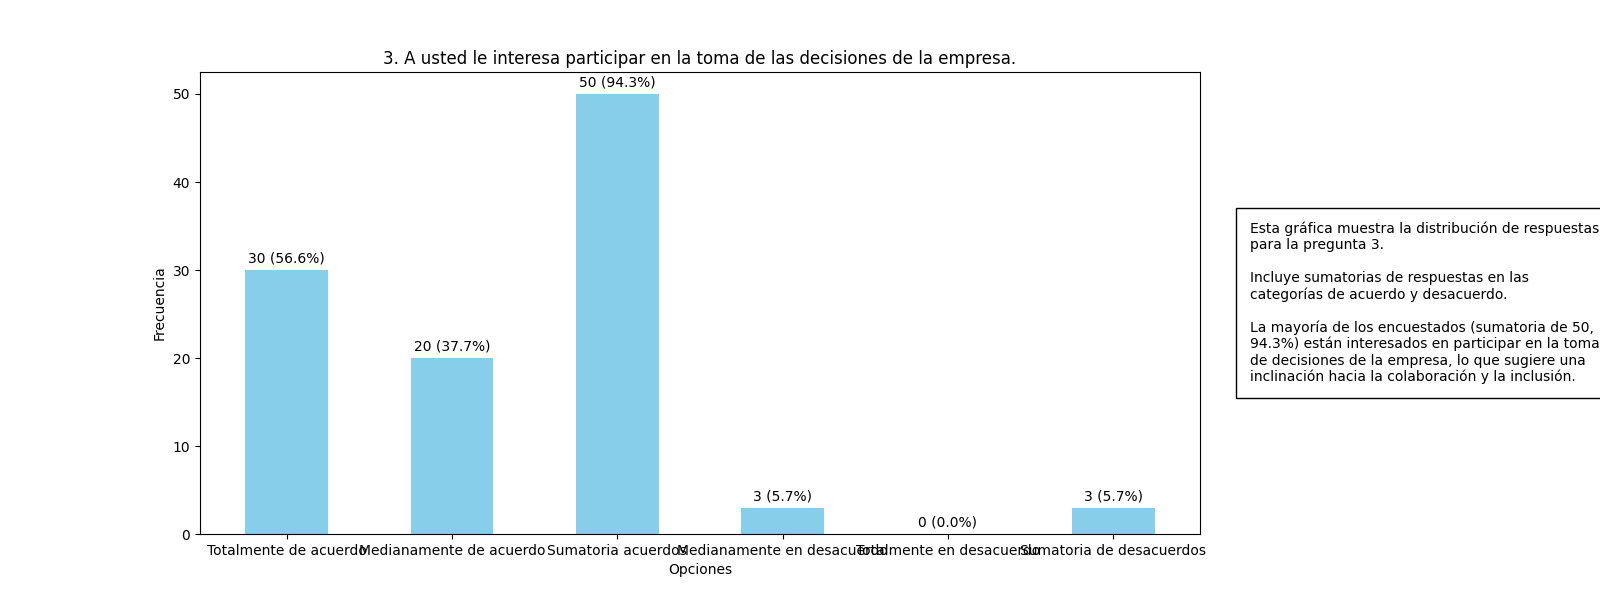 3. A usted le interesa participar en la toma de las decisiones de la empresa.
50 (94.3%)
30 (56.6%)
20 (37.7%)
3 (5.7%)
0 (0.0%)
3 (5.7%)
50
40
30
20
10
0
Frecuencia
Totalmente de acuerdo
Medianamente de acuerdo
Sumatoria acuerdos
Medianamente en desacuerdo
Totalmente en desacuerdo
Sumatoria de desacuerdos
Opciones
Esta gráfica muestra la distribución de respuestas
para la pregunta 3.
Incluye sumatorias de respuestas en las
categorías de acuerdo y desacuerdo.
La mayoría de los encuestados (sumatoria de 50,
94.3%) están interesados en participar en la toma
de decisiones de la empresa, lo que sugiere una
inclinación hacia la colaboración y la inclusión.